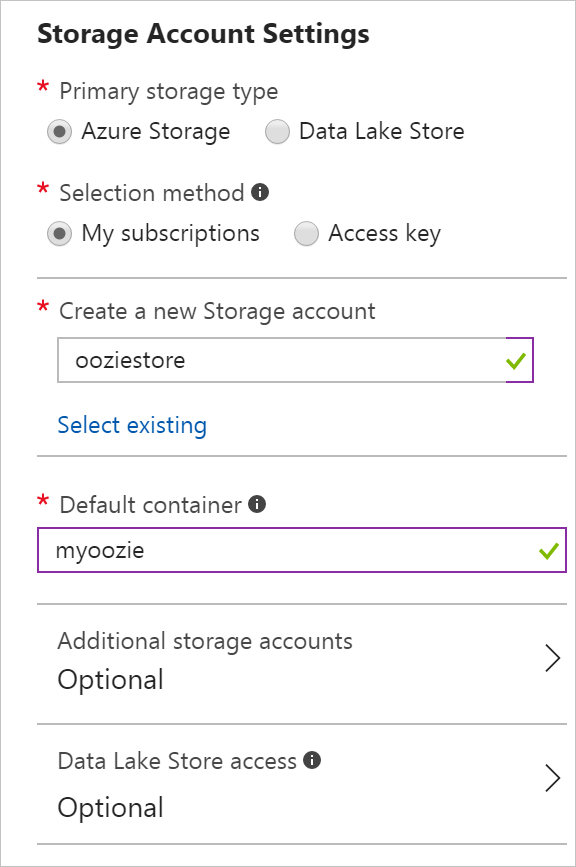 Storage Account Settings
* Primary storage type
Azure Storage Data Lake Store
* Selection method
My subscriptions Access key
* Create a new Storage account
ooziestore
Select existing
* Default container
myoozie
Additional storage accounts
Optional
Data Lake Store access
Optional